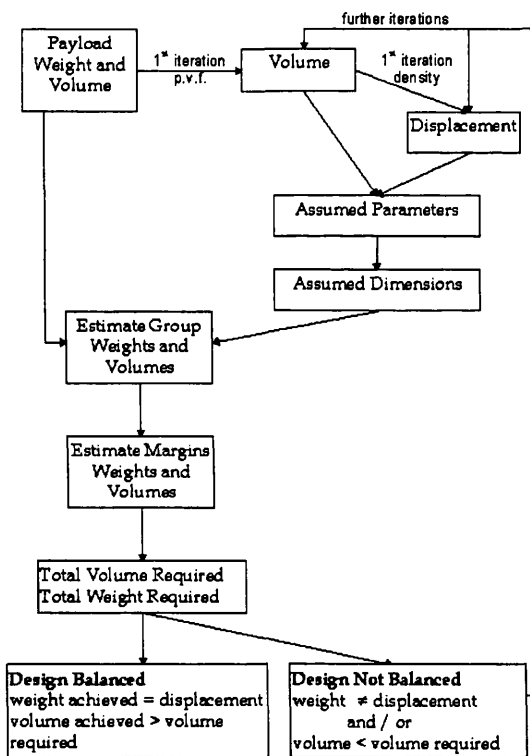 further iterations
Payload
Weight and
Volume
1st iteration
p.v.f.
Volume
1st iteration
density
Displacement
Assumed Parameters
Assumed Dimensions
Estimate Group
Weights and
Volumes
Estimate Margins
Weights and
Volumes
Total Volume Required
Total Weight Required
Design Balanced
weight achieved = displacement
volume achieved > volume
required
Design Not Balanced
weight ≠ displacement
and / or
volume < volume required